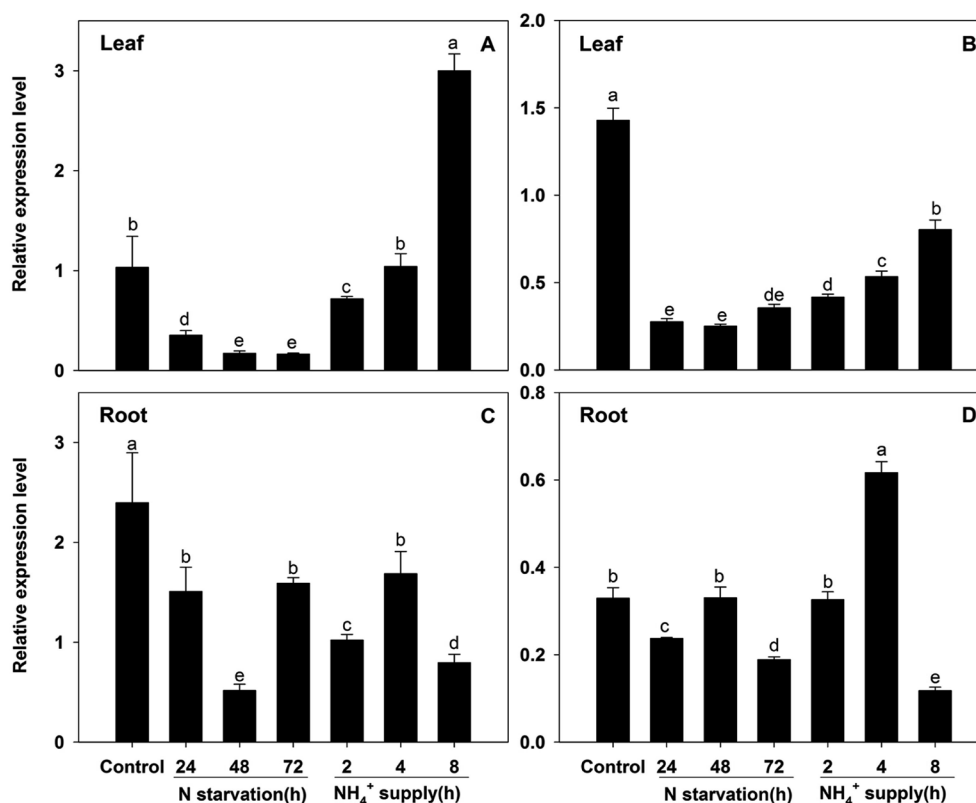 Leaf A
a
3
b
2
b
1
c
d
e e
0
Relative expression level
Leaf B
2.0
a
1.5
1.0
b
c
d
de
0.5
e e
0.0
Root C
3
a
2
b b b
1
c
d
e
0
Relative expression level
Control 24 48 72 2 4 8
N starvation(h) NH₄⁺ supply(h)
Root D
0.8
a
0.6
0.4
b b b
c
0.2
d
e
0.0
Control 24 48 72 2 4 8
N starvation(h) NH₄⁺ supply(h)